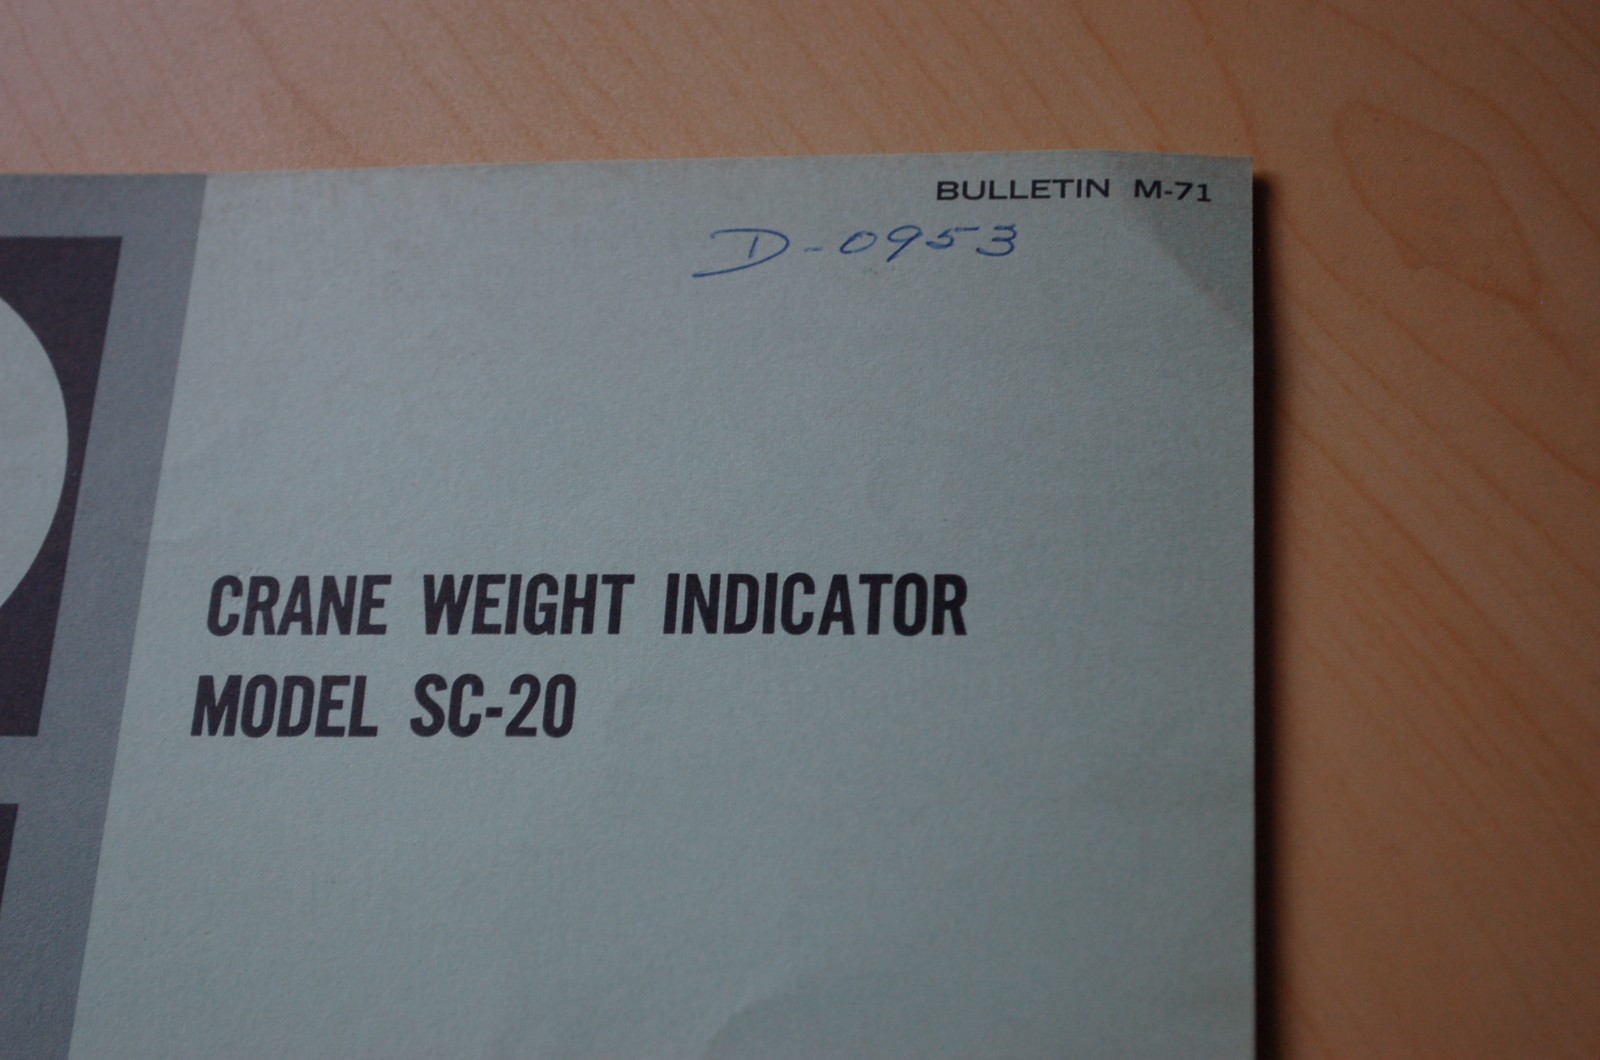 BULLETIN M-71
D-0953
CRANE WEIGHT INDICATOR
MODEL SC-20